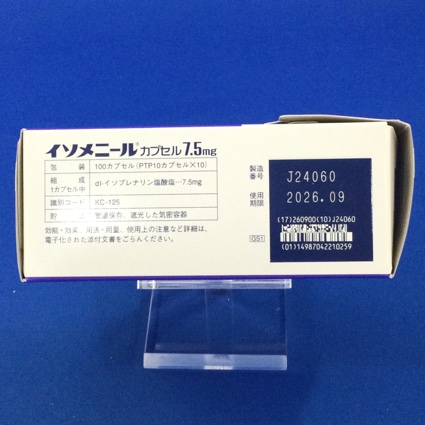 イソメニール® カプセル 7.5mg
包装 100カプセル(PTP10カプセル×10)
組成 1カプセル中 dl-イソプレナリン塩酸塩…7.5mg
識別コード KC-125
貯法 室温保存、遮光した気密容器
効能・効果、用法・用量、使用上の注意など詳細は、
電子化された添付文書をごらんください。
製造番号 J24060
使用期限 2026.09
(17)260900(10)J24060
(01)14987042210259
GS1